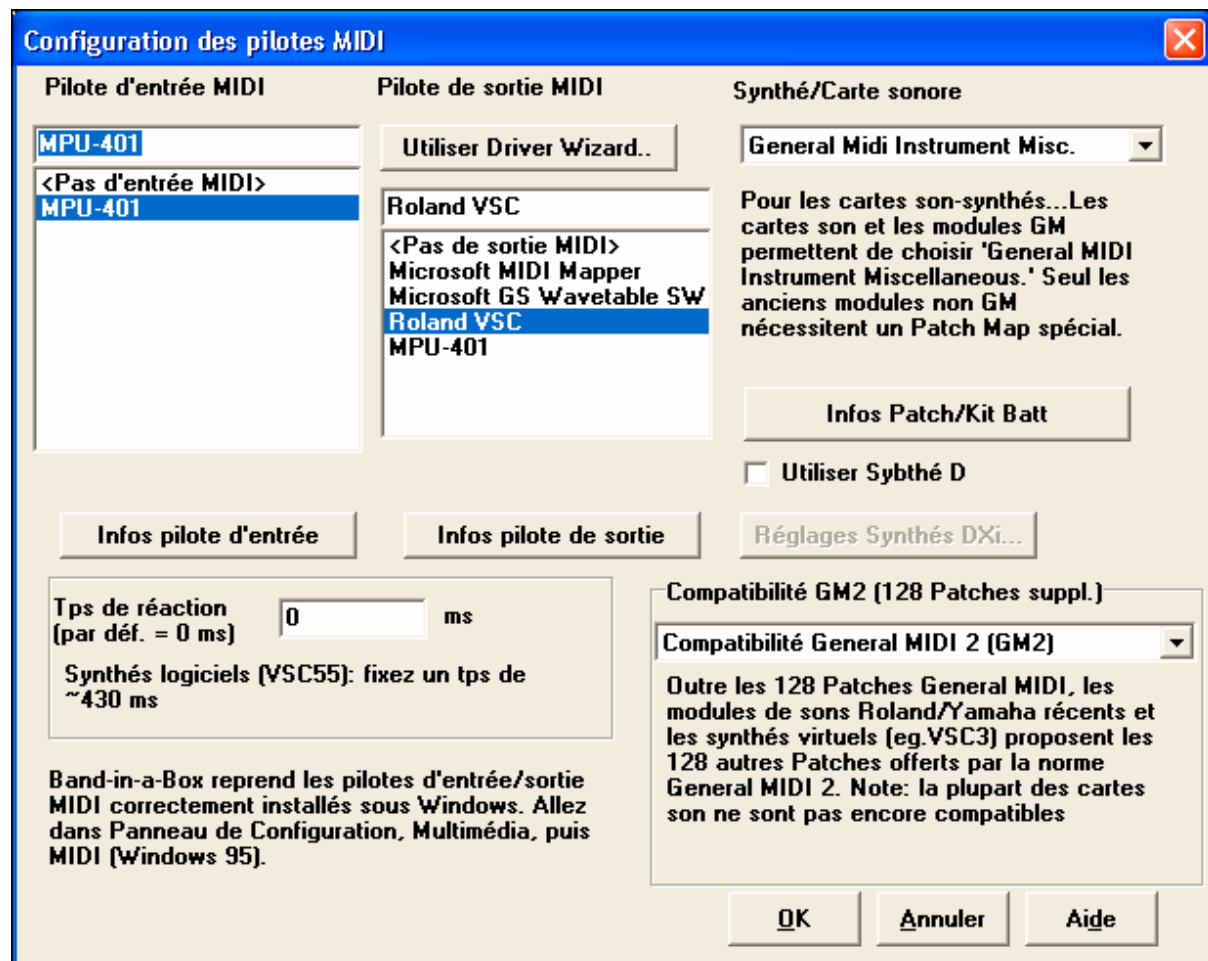 Configuration des pilotes MIDI
Pilote d'entrée MIDI
MPU-401
<Pas d'entrée MIDI>
MPU-401
Infos pilote d'entrée
Pilote de sortie MIDI
Utiliser Driver Wizard..
Roland VSC
<Pas de sortie MIDI>
Microsoft MIDI Mapper
Microsoft GS Wavetable SW
Roland VSC
MPU-401
Infos pilote de sortie
Synthé/Carte sonore
General Midi Instrument Misc.
Pour les cartes son-synthés...Les
cartes son et les modules GM
permettent de choisir 'General MIDI
Instrument Miscellaneous.' Seul les
anciens modules non GM
nécessitent un Patch Map spécial.
Infos Patch/Kit Batt
Utiliser Sybthé D
Réglages Synthés DXi...
Tps de réaction
(par déf. = 0 ms)
0
ms
Synthés logiciels (VSC55): fixez un tps de
~430 ms
Band-in-a-Box reprend les pilotes d'entrée/sortie
MIDI correctement installés sous Windows. Allez
dans Panneau de Configuration, Multimédia, puis
MIDI (Windows 95).
Compatibilité GM2 (128 Patches suppl.)
Compatibilité General MIDI 2 (GM2)
Outre les 128 Patches General MIDI, les
modules de sons Roland/Yamaha récents et
les synthés virtuels (eg.VSC3) proposent les
128 autres Patches offerts par la norme
General MIDI 2. Note: la plupart des cartes
son ne sont pas encore compatibles
OK
Annuler
Aide